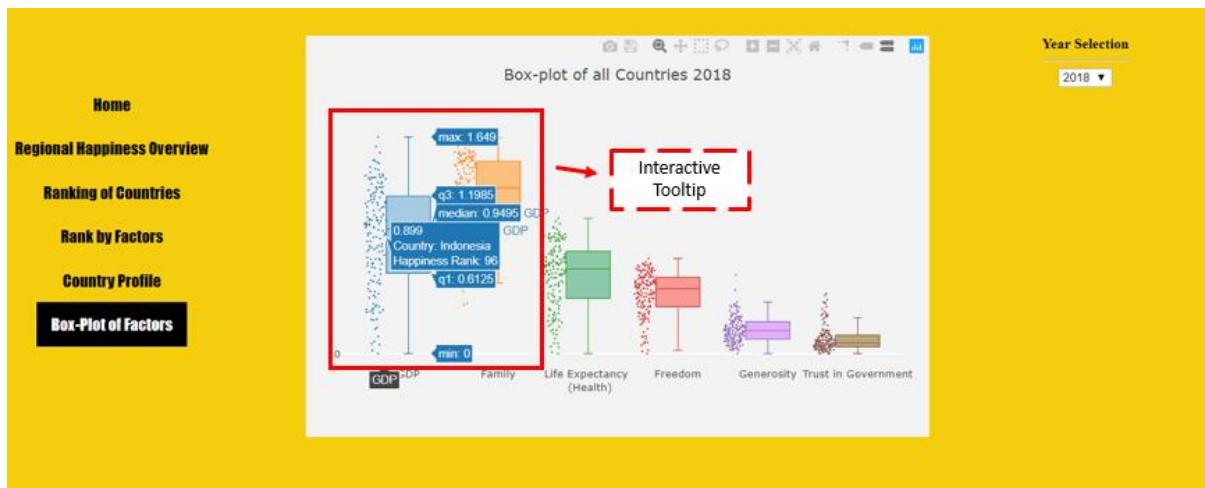 Year Selection
2018
Home
Regional Happiness Overview
Ranking of Countries
Rank by Factors
Country Profile
Box-Plot of Factors
Box-plot of all Countries 2018
max: 1.649
q3: 1.1985
median: 0.9495 GDP
0.899 GDP
Country: Indonesia
Happiness Rank: 96
q1: 0.6125
min: 0
Interactive
Tooltip
0
GDP GDP Family Life Expectancy Freedom Generosity Trust in Government
(Health)